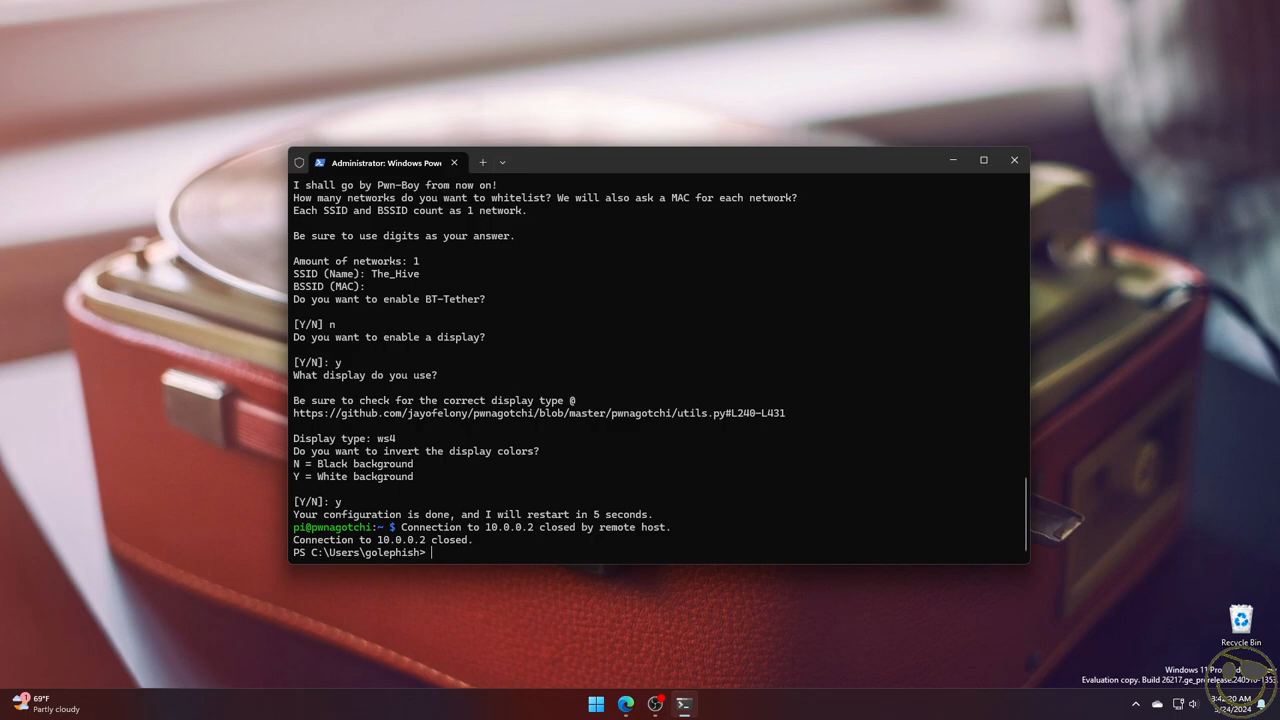 Administrator: Windows Powe
I shall go by Pwn-Boy from now on!
How many networks do you want to whitelist? We will also ask a MAC for each network?
Each SSID and BSSID count as 1 network.
Be sure to use digits as your answer.
Amount of networks: 1
SSID (Name): The_Hive
BSSID (MAC):
Do you want to enable BT-Tether?
[Y/N] n
Do you want to enable a display?
[Y/N]: y
What display do you use?
Be sure to check for the correct display type @
https://github.com/jayofelony/pwnagotchi/blob/master/pwnagotchi/utils.py#L240-L431
Display type: ws4
Do you want to invert the display colors?
N = Black background
Y = White background
[Y/N]: y
Your configuration is done, and I will restart in 5 seconds.
pi@pwnagotchi:~ $ Connection to 10.0.0.2 closed by remote host.
Connection to 10.0.0.2 closed.
PS C:\Users\golephish>
Recycle Bin
Windows 11 Pro
Evaluation copy. Build 26217.ge_prerelease.240510-
1
69°F
Partly cloudy